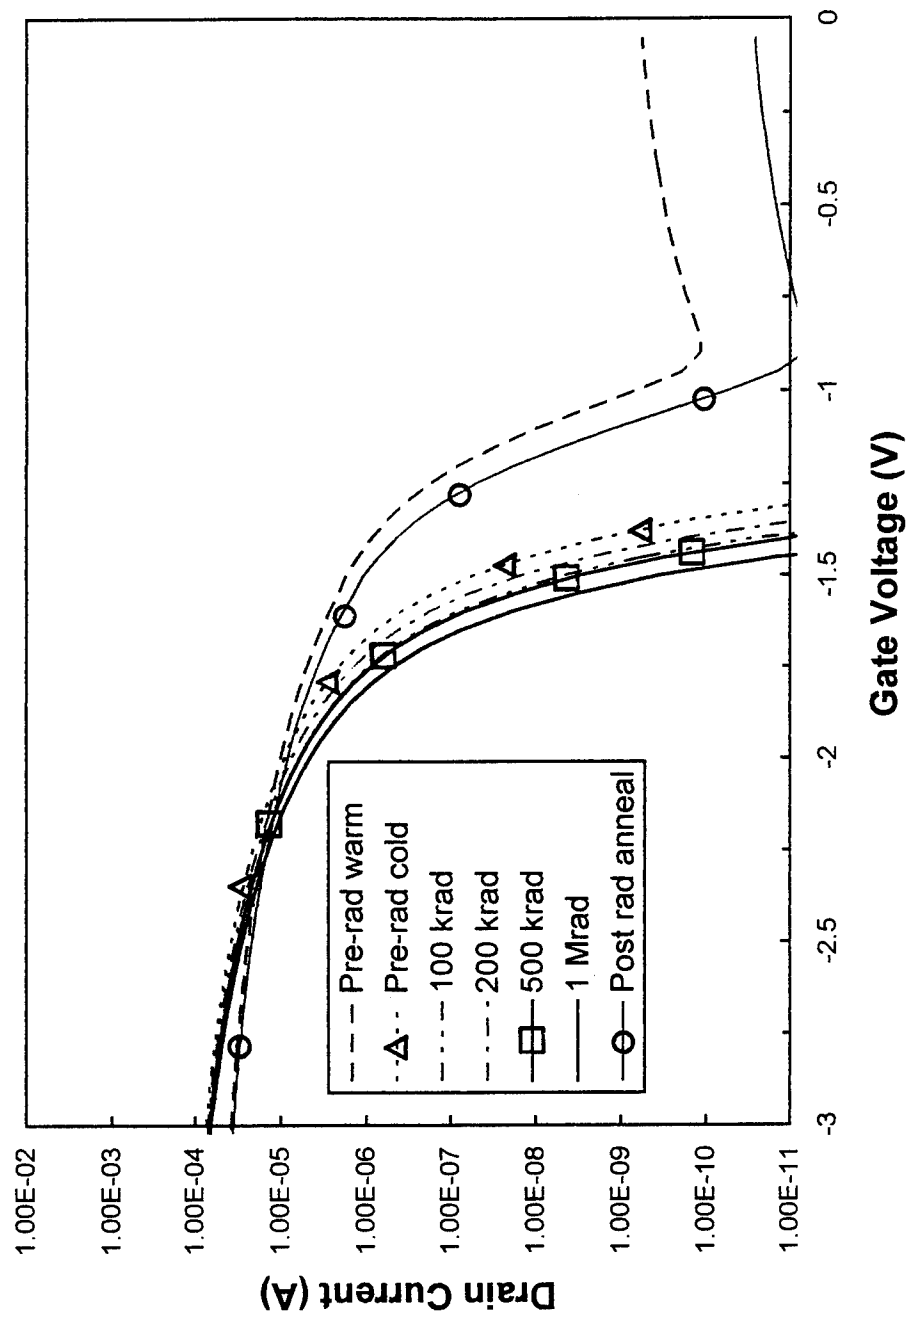 1.00E-02
1.00E-03
1.00E-04
1.00E-05
1.00E-06
1.00E-07
1.00E-08
1.00E-09
1.00E-10
1.00E-11
Drain Current (A)
-3
-2.5
-2
-1.5
-1
-0.5
0
Gate Voltage (V)
Pre-rad warm
Pre-rad cold
100 krad
200 krad
500 krad
1 Mrad
Post rad anneal